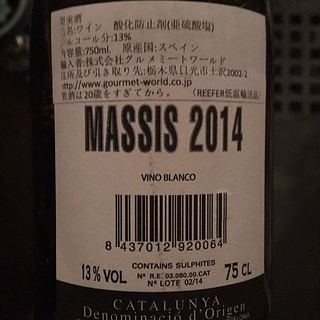 果実酒
品名:ワイン　酸化防止剤(亜硫酸塩)
アルコール分:13%
内容量:750ml.　原産国:スペイン
輸入者:株式会社グルメミートワールド
住所及び引き取り先:栃木県日光市土沢2002-2
http://www.gourmet-world.co.jp
飲酒は20歳をすぎてから。　(REEFER低温輸送品)
MASSIS 2014
VINO BLANCO
8 437012 920064
13% VOL
CONTAINS SULPHITES
Nº R.E. 03.080.00.CAT
Nº LOTE 02/14
75 CL
CATALUNYA
Denominació d'Origen